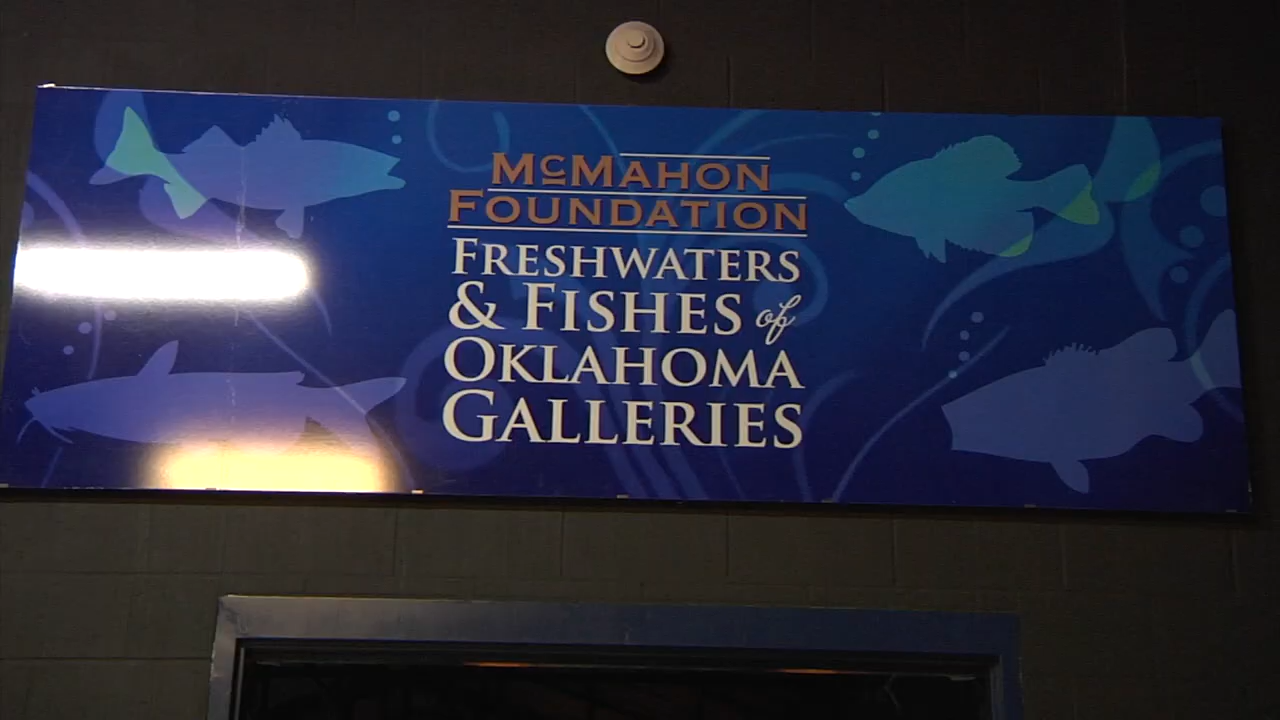 McMahon
Foundation
Freshwaters
& Fishes of
Oklahoma
Galleries